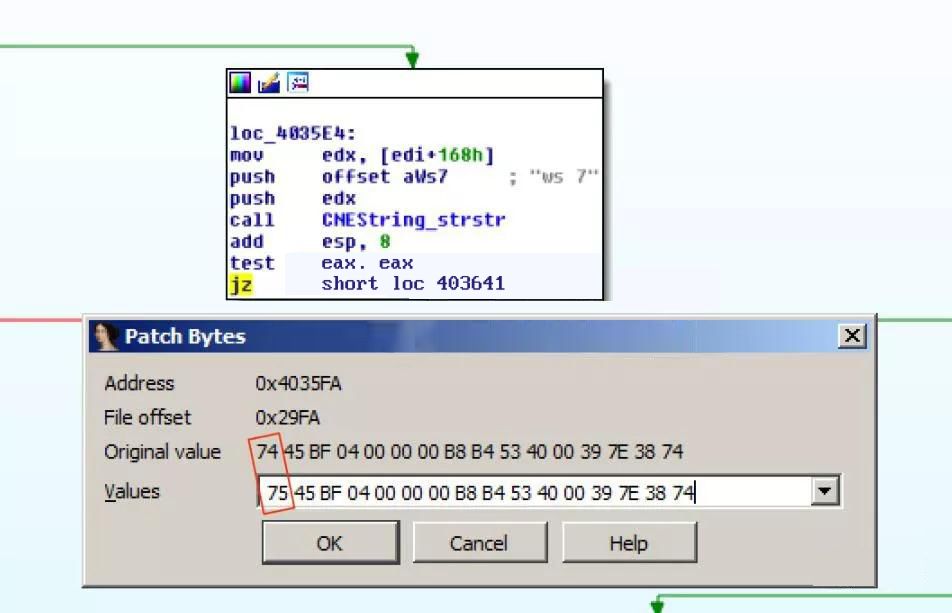 loc_4035E4:
mov edx, [edi+168h]
push offset aWs7 ; "ws 7"
push edx
call CNEString_strstr
add esp, 8
test eax. eax
jz short loc 403641
Patch Bytes
Address 0x4035FA
File offset 0x29FA
Original value 74 45 BF 04 00 00 00 B8 B4 53 40 00 39 7E 38 74
Values 75 45 BF 04 00 00 00 B8 B4 53 40 00 39 7E 38 74
OK Cancel Help